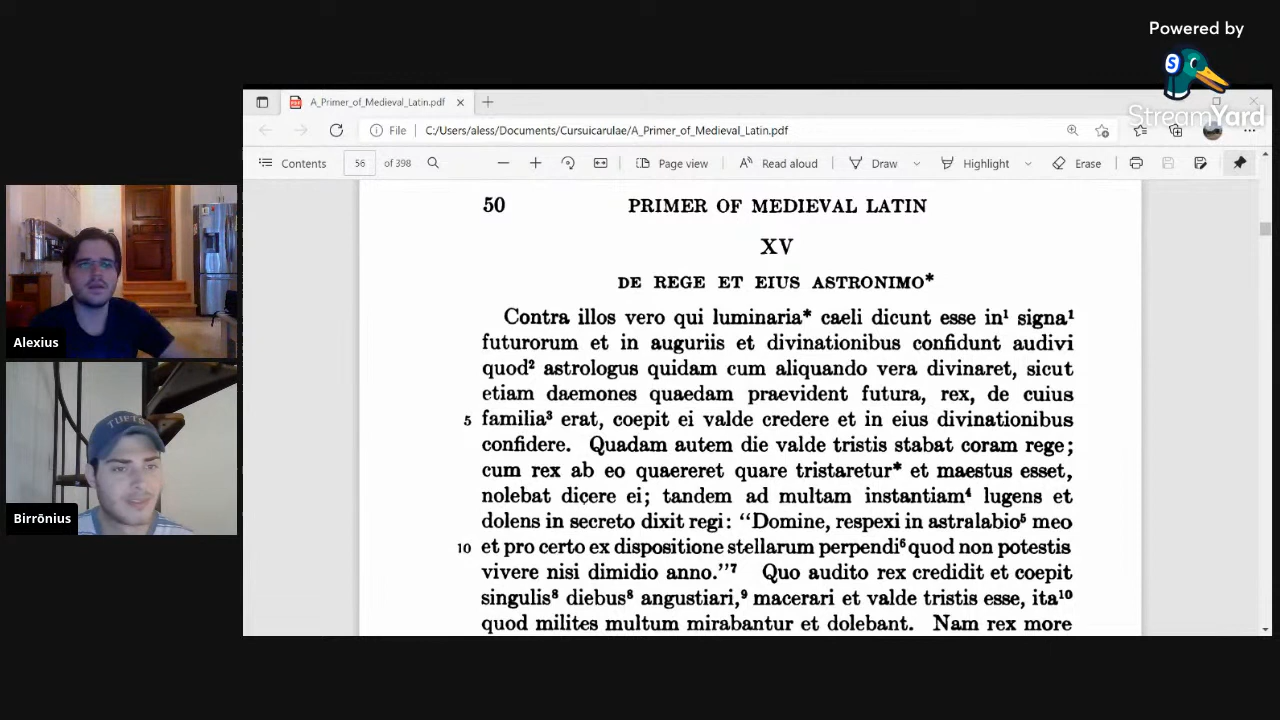 Powered by
StreamYard
A_Primer_of_Medieval_Latin.pdf
File C:/Users/aless/Documents/Cursuicarulae/A_Primer_of_Medieval_Latin.pdf
Contents 56 of 398 Page view Read aloud Draw Highlight Erase
50 PRIMER OF MEDIEVAL LATIN
XV
DE REGE ET EIUS ASTRONIMO*
Contra illos vero qui luminaria* caeli dicunt esse in¹ signa¹
futurorum et in auguriis et divinationibus confidunt audivi
quod² astrologus quidam cum aliquando vera divinaret, sicut
etiam daemones quaedam praevident futura, rex, de cuius
5 familia³ erat, coepit ei valde credere et in eius divinationibus
confidere. Quadam autem die valde tristis stabat coram rege;
cum rex ab eo quaereret quare tristaretur* et maestus esset,
nolebat dicere ei; tandem ad multam instantiam⁴ lugens et
dolens in secreto dixit regi: “Domine, respexi in astralabio⁵ meo
10 et pro certo ex dispositione stellarum perpendi⁶ quod non potestis
vivere nisi dimidio anno.”⁷ Quo audito rex credidit et coepit
singulis⁸ diebus⁸ angustiari,⁹ macerari et valde tristis esse, ita¹⁰
quod milites multum mirabantur et dolebant. Nam rex more
Alexius
TUFTS
Birrōnius